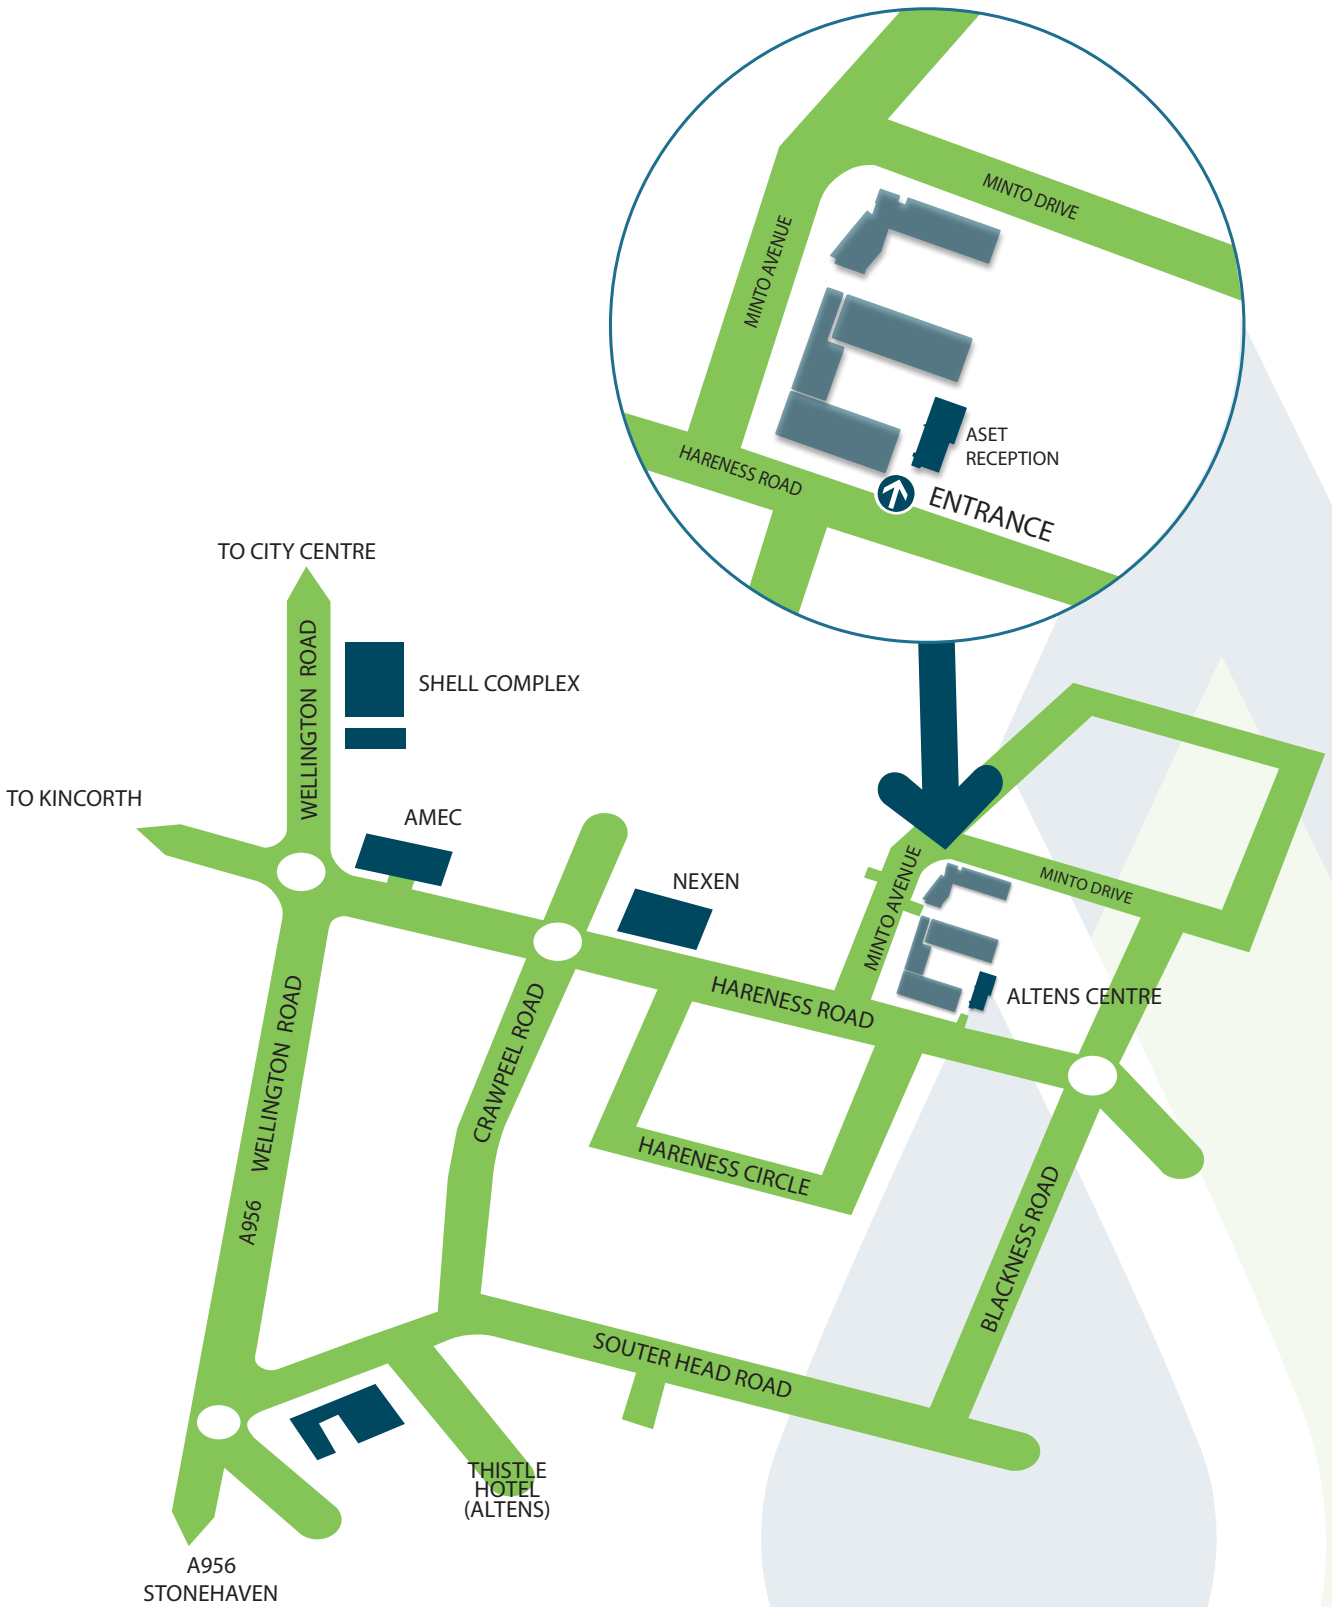 MINTO DRIVE
MINTO AVENUE
ASET
RECEPTION
HARENESS ROAD
ENTRANCE
TO CITY CENTRE
WELLINGTON ROAD
SHELL COMPLEX
TO KINCORTH
AMEC
NEXEN
MINTO AVENUE
MINTO DRIVE
HARENESS ROAD
ALTENS CENTRE
A956 WELLINGTON ROAD
CRAWPEEL ROAD
HARENESS CIRCLE
BLACKNESS ROAD
SOUTER HEAD ROAD
THISTLE
HOTEL
(ALTENS)
A956
STONEHAVEN